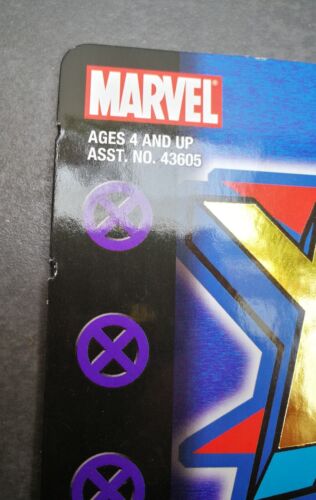 MARVEL
AGES 4 AND UP
ASST. NO. 43605